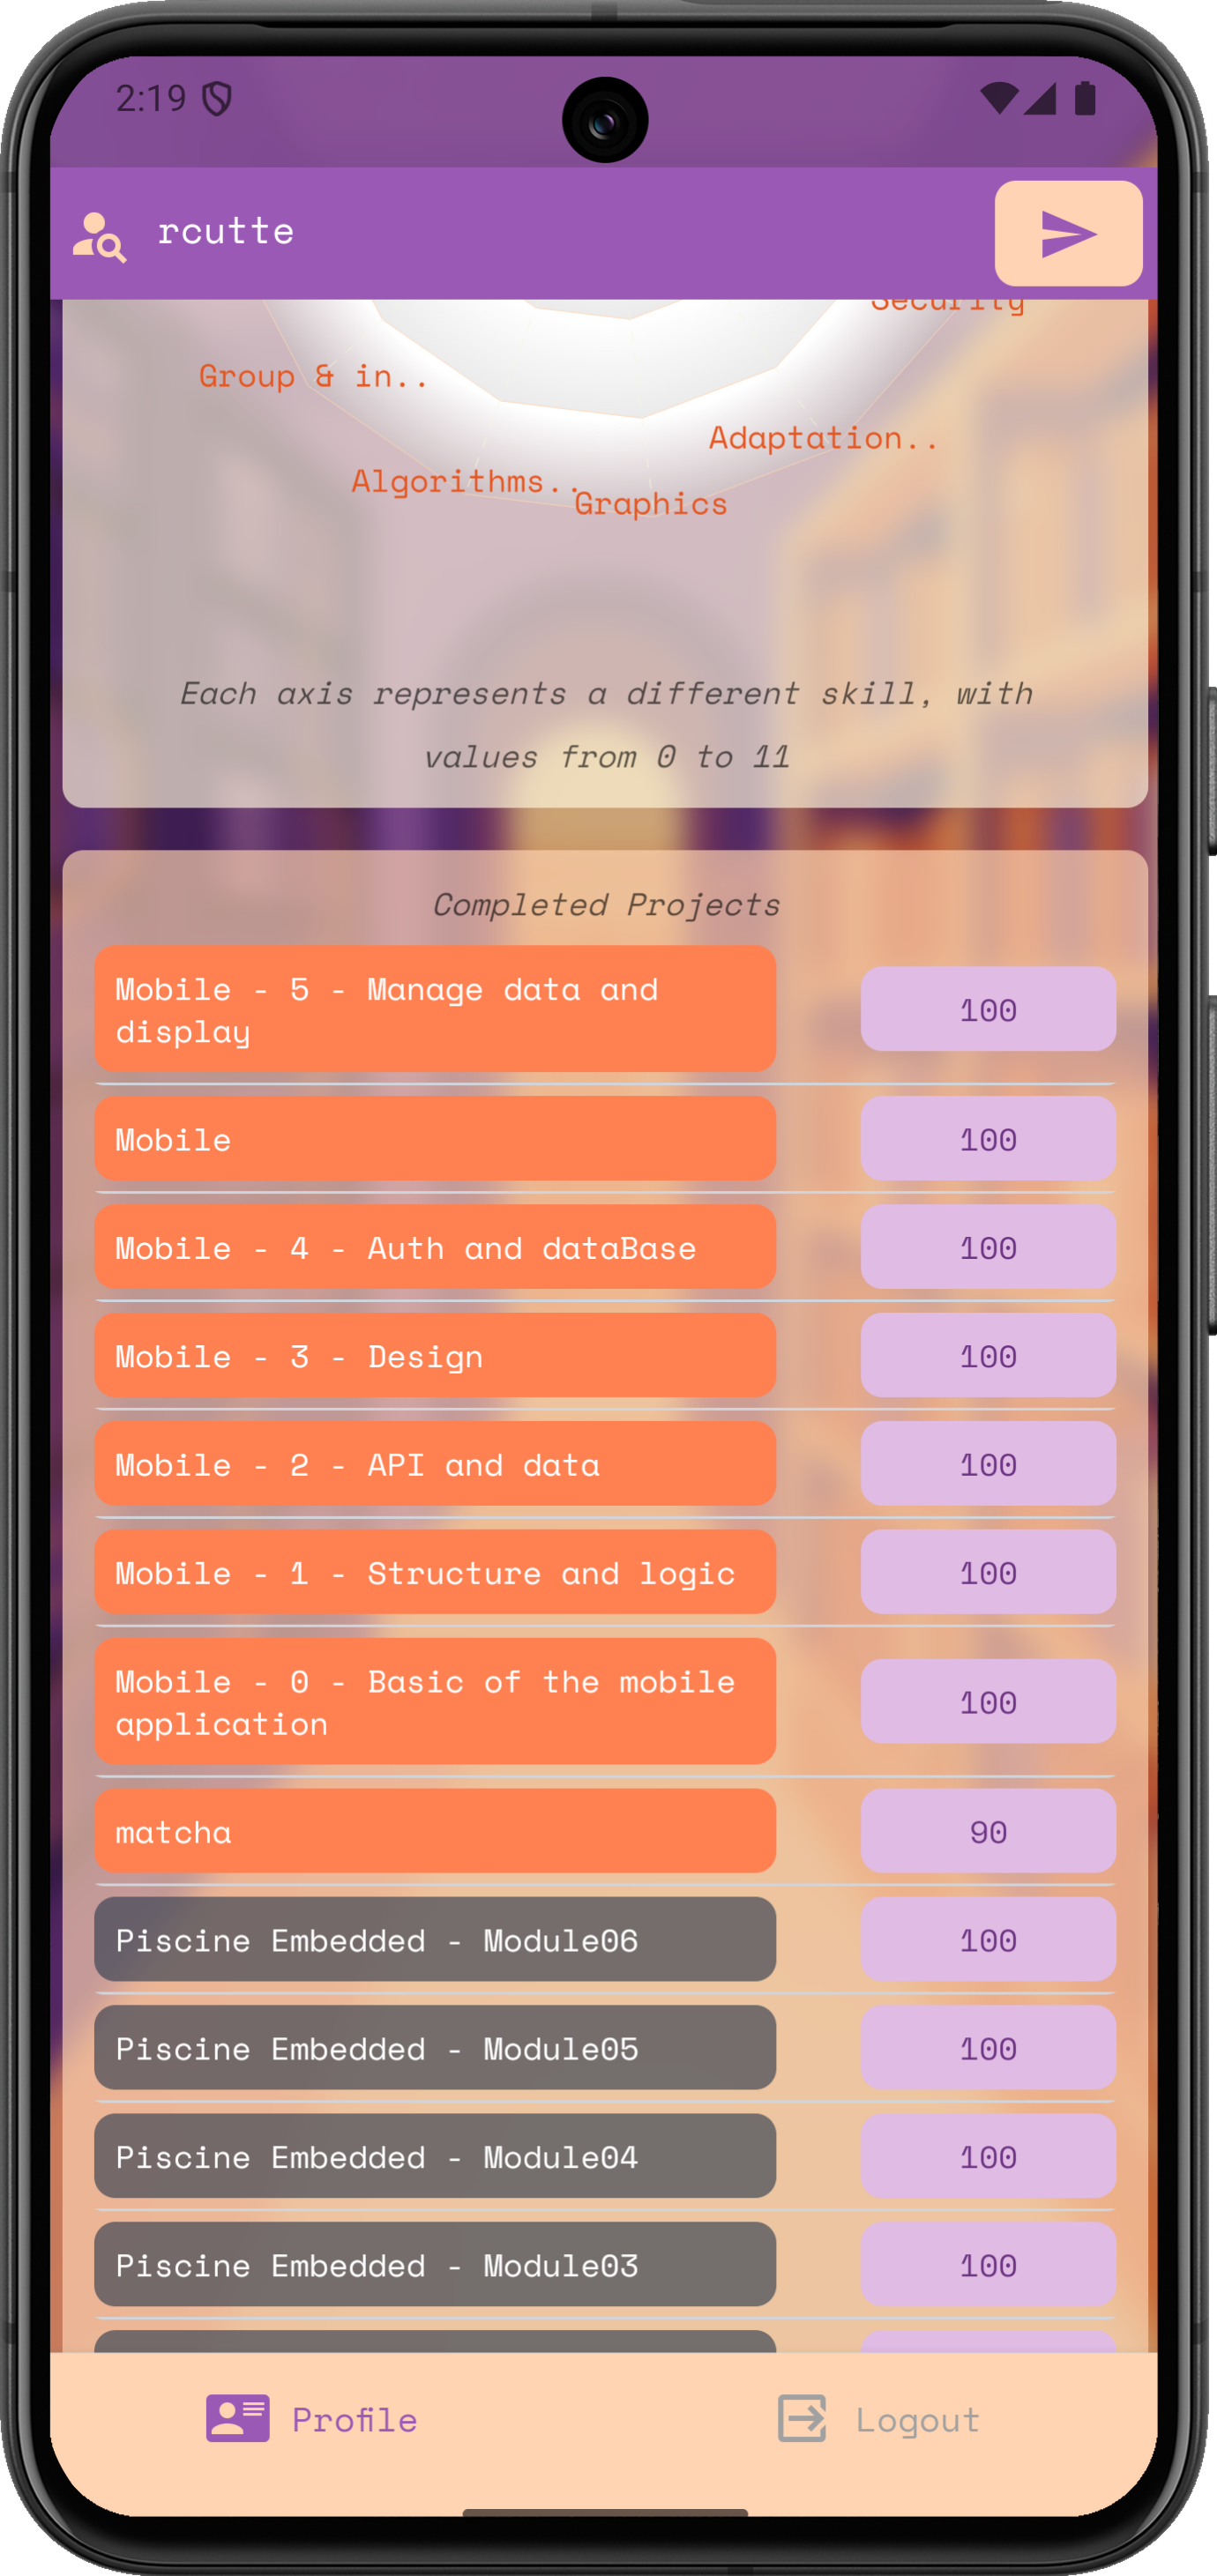 2:19
rcutte
Security
Group & in..
Adaptation..
Algorithms..
Graphics
Each axis represents a different skill, with
values from 0 to 11
Completed Projects
Mobile - 5 - Manage data and
display
100
Mobile
100
Mobile - 4 - Auth and dataBase
100
Mobile - 3 - Design
100
Mobile - 2 - API and data
100
Mobile - 1 - Structure and logic
100
Mobile - 0 - Basic of the mobile
application
100
matcha
90
Piscine Embedded - Module06
100
Piscine Embedded - Module05
100
Piscine Embedded - Module04
100
Piscine Embedded - Module03
100
Profile
Logout